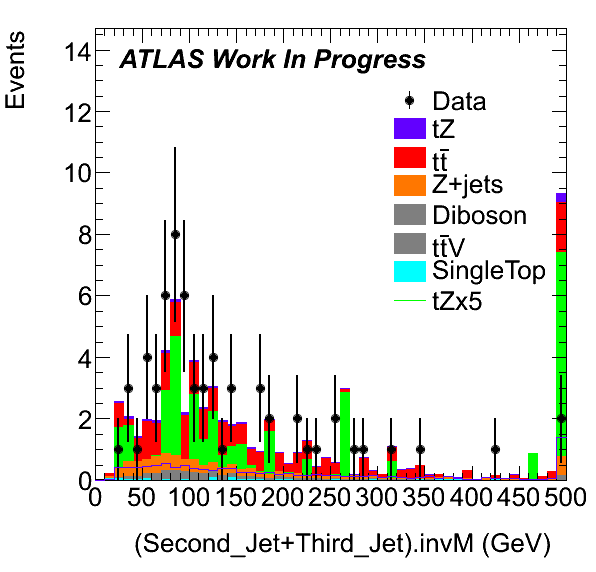 Events
14
12
10
8
6
4
2
0
ATLAS Work In Progress
Data
tZ
tt̄
Z+jets
Diboson
tt̄V
SingleTop
tZx5
0 50 100 150 200 250 300 350 400 450 500
(Second_Jet+Third_Jet).invM (GeV)